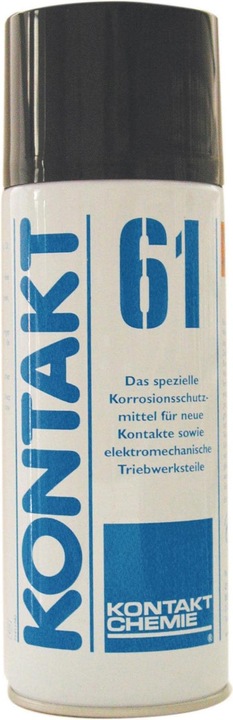 KONTAKT
61
Das spezielle
Korrosionsschutz-
mittel für neue
Kontakte sowie
elektromechanische
Triebwerksteile
KONTAKT
CHEMIE ®